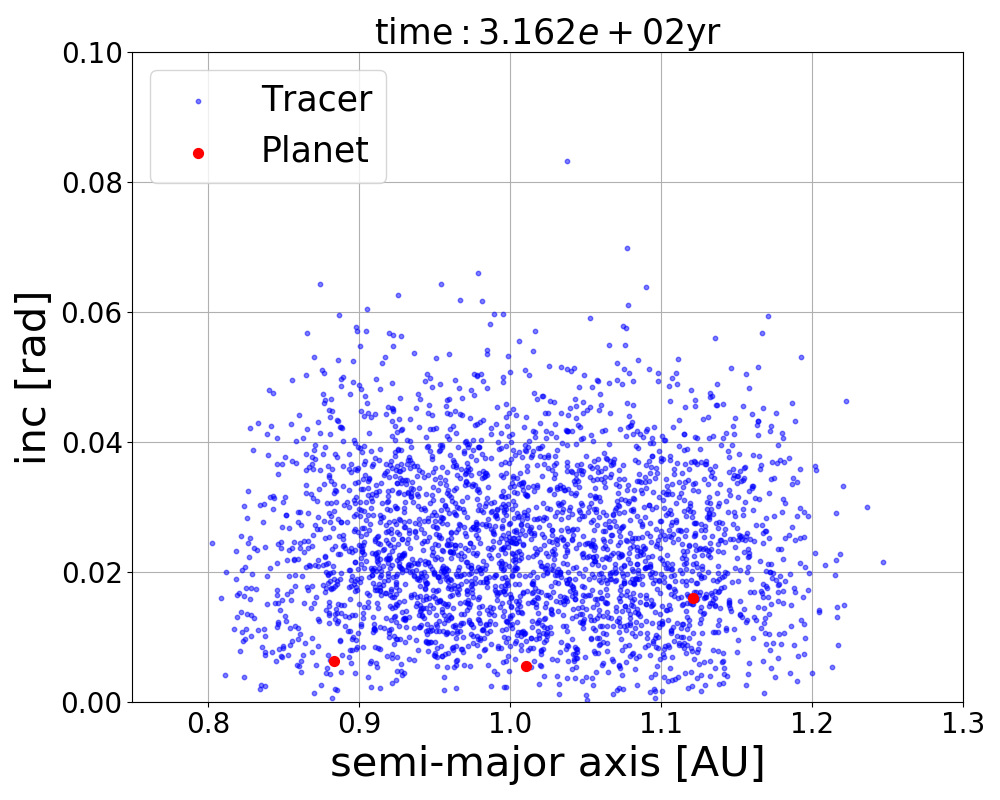 time : 3.162e + 02yr
0.10
0.08
0.06
0.04
0.02
0.00
Tracer
Planet
inc [rad]
0.8 0.9 1.0 1.1 1.2 1.3
semi-major axis [AU]